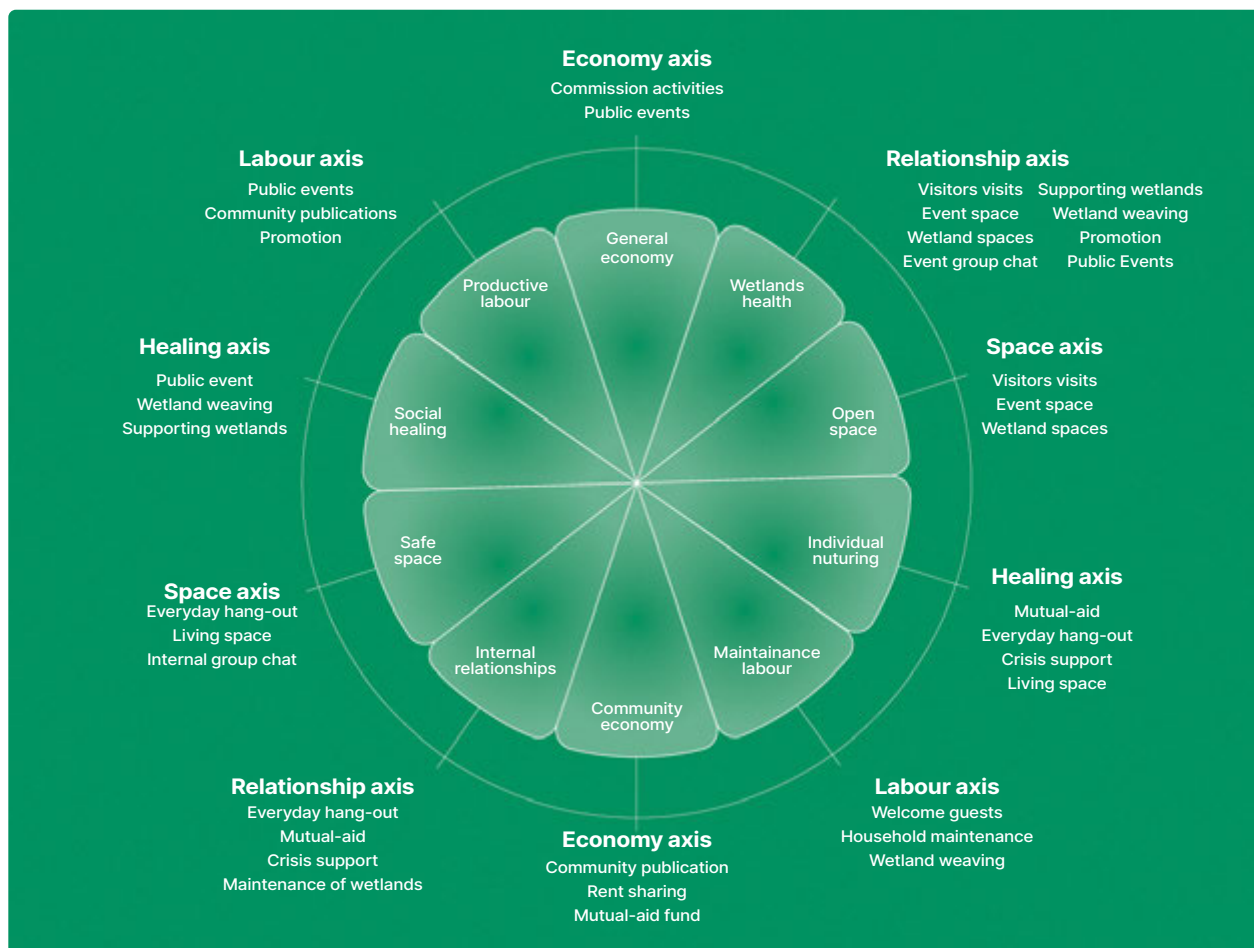 Economy axis
Commission activities
Public events
Labour axis
Public events
Community publications
Promotion
Relationship axis
Visitors visits Supporting wetlands
Event space Wetland weaving
Wetland spaces Promotion
Event group chat Public Events
General
economy
Productive
labour
Wetlands
health
Healing axis
Public event
Wetland weaving
Supporting wetlands
Space axis
Visitors visits
Event space
Wetland spaces
Social
healing
Open
space
Safe
space
Individual
nuturing
Space axis
Everyday hang-out
Living space
Internal group chat
Healing axis
Mutual-aid
Everyday hang-out
Crisis support
Living space
Internal
relationships
Maintainance
labour
Community
economy
Relationship axis
Everyday hang-out
Mutual-aid
Crisis support
Maintenance of wetlands
Economy axis
Community publication
Rent sharing
Mutual-aid fund
Labour axis
Welcome guests
Household maintenance
Wetland weaving